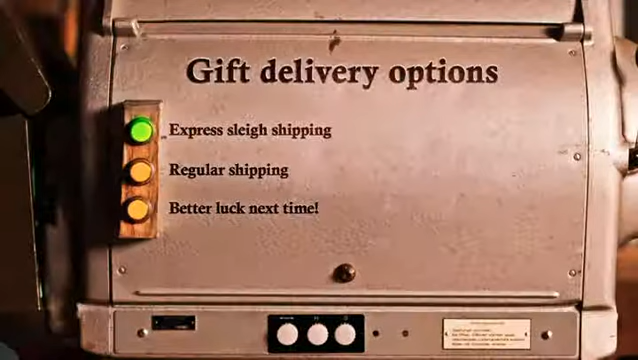 Gift delivery options
Express sleigh shipping
Regular shipping
Better luck next time!